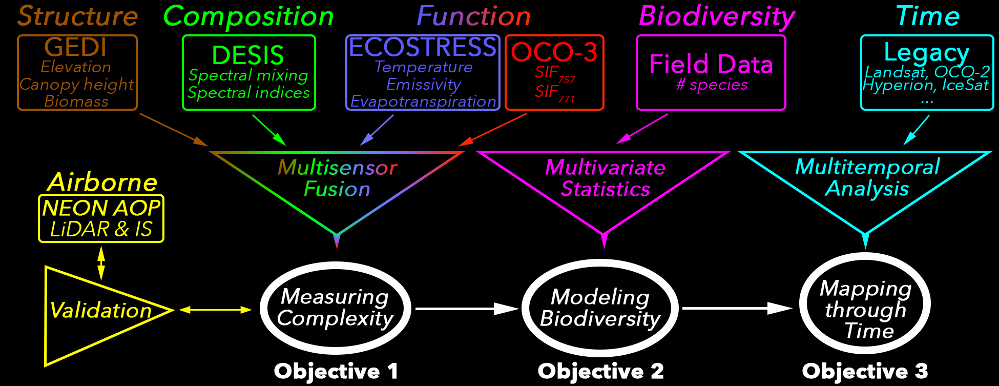 Structure
GEDI
Elevation
Canopy height
Biomass
Composition
DESIS
Spectral mixing
Spectral indices
Function
ECOSTRESS
Temperature
Emissivity
Evapotranspiration
OCO-3
SIF757
SIF771
Biodiversity
Field Data
# species
Time
Legacy
Landsat, OCO-2
Hyperion, IceSat
...
Multisensor
Fusion
Multivariate
Statistics
Multitemporal
Analysis
Airborne
NEON AOP
LiDAR & IS
Validation
Measuring
Complexity
Objective 1
Modeling
Biodiversity
Objective 2
Mapping
through
Time
Objective 3